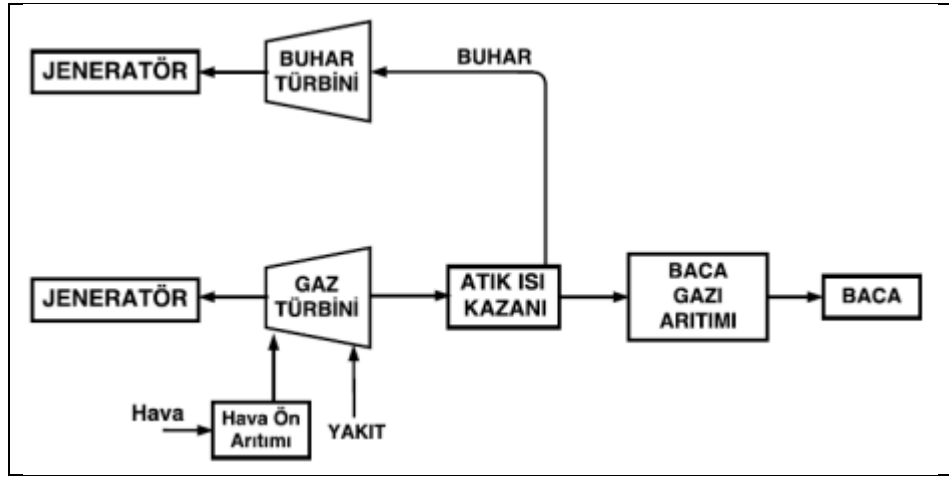 JENERATÖR
BUHAR
TÜRBİNİ
BUHAR
JENERATÖR
GAZ
TÜRBİNİ
ATIK ISI
KAZANI
BACA
GAZI
ARITIMI
BACA
Hava
Hava Ön
Arıtımı
YAKIT